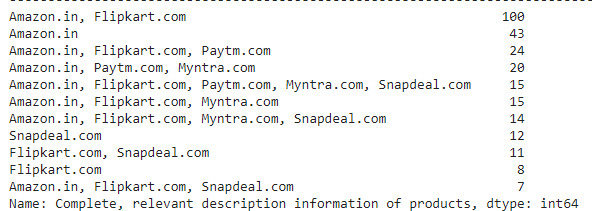 Amazon.in, Flipkart.com 100
Amazon.in 43
Amazon.in, Flipkart.com, Paytm.com 24
Amazon.in, Paytm.com, Myntra.com 20
Amazon.in, Flipkart.com, Paytm.com, Myntra.com, Snapdeal.com 15
Amazon.in, Flipkart.com, Myntra.com 15
Amazon.in, Flipkart.com, Myntra.com, Snapdeal.com 14
Snapdeal.com 12
Flipkart.com, Snapdeal.com 11
Flipkart.com 8
Amazon.in, Flipkart.com, Snapdeal.com 7
Name: Complete, relevant description information of products, dtype: int64